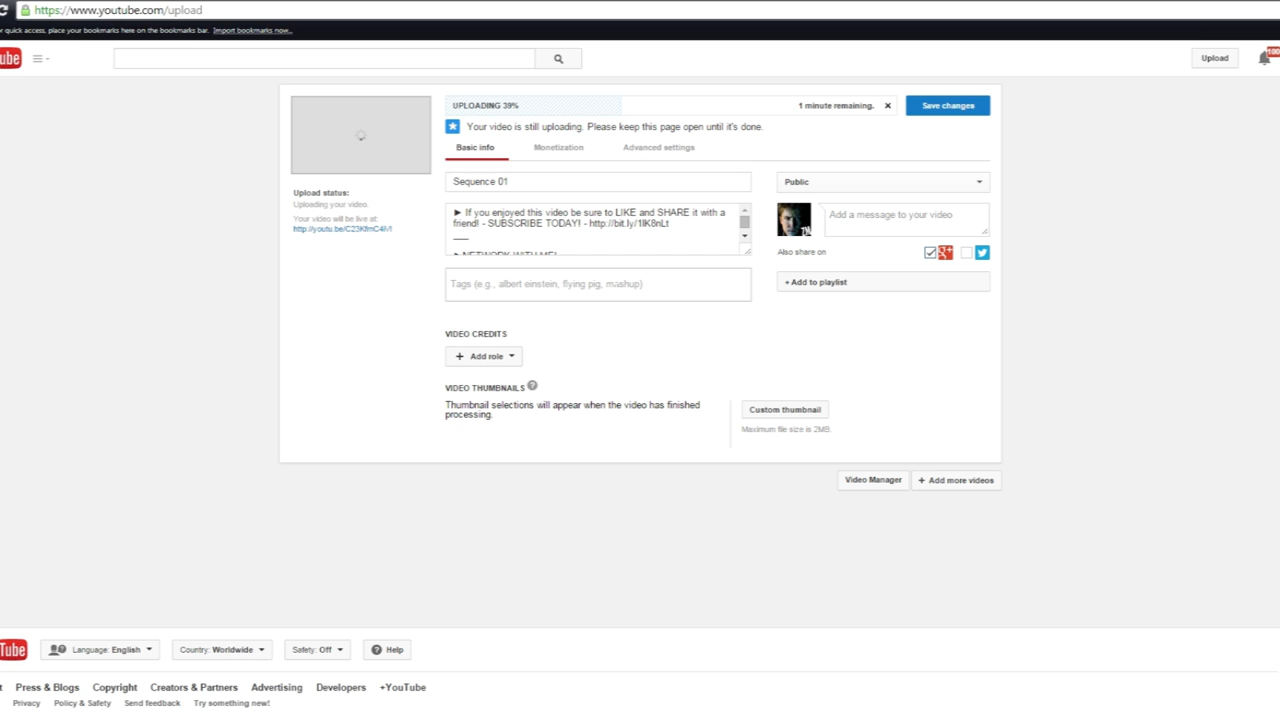 https://www.youtube.com/upload
quick access, place your bookmarks here on the bookmarks bar. Import bookmarks now...
Upload
100
UPLOADING 39%
1 minute remaining.
Save changes
Your video is still uploading. Please keep this page open until it's done.
Basic info
Monetization
Advanced settings
Sequence 01
Public
► If you enjoyed this video be sure to LIKE and SHARE it with a
friend! - SUBSCRIBE TODAY! - http://bit.ly/1IK8nLt
► NETWORK WITH ME!
Add a message to your video
Upload status:
Uploading your video.
Your video will be live at:
Also share on
Tags (e.g., albert einstein, flying pig, mashup)
+ Add to playlist
VIDEO CREDITS
+ Add role
VIDEO THUMBNAILS ?
Thumbnail selections will appear when the video has finished
processing.
Custom thumbnail
Maximum file size is 2MB.
Video Manager
+ Add more videos
Tube
Language: English
Country: Worldwide
Safety: Off
Help
Press & Blogs
Copyright
Creators & Partners
Advertising
Developers
+YouTube
Privacy
Policy & Safety
Send feedback
Try something new!